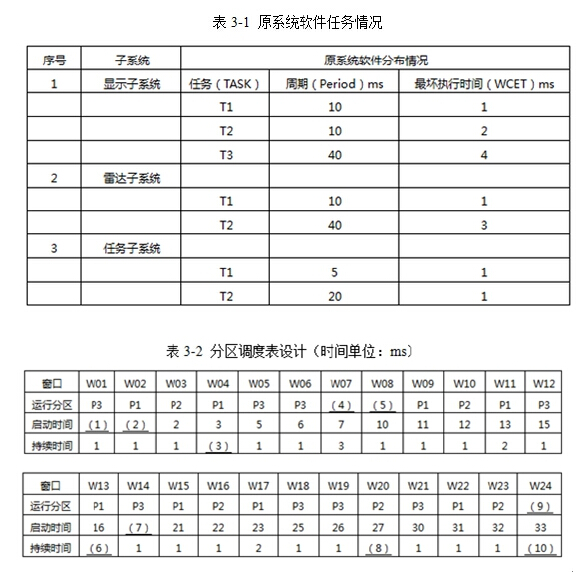 表 3-1 原系统软件任务情况
序号 子系统 原系统软件分布情况
1 显示子系统 任务（TASK） 周期（Period）ms 最坏执行时间（WCET）ms
T1 10 1
T2 10 2
T3 40 4
2 雷达子系统
T1 10 1
T2 40 3
3 任务子系统
T1 5 1
T2 20 1
表 3-2 分区调度表设计（时间单位：ms）
窗口 W01 W02 W03 W04 W05 W06 W07 W08 W09 W10 W11 W12
运行分区 P3 P1 P2 P1 P3 P3 （4） （5） P1 P2 P1 P3
启动时间 （1） （2） 2 3 5 6 7 10 11 12 13 15
持续时间 1 1 1 （3） 1 1 3 1 1 1 2 1
窗口 W13 W14 W15 W16 W17 W18 W19 W20 W21 W22 W23 W24
运行分区 P1 P3 P1 P2 P1 P3 P3 P2 P3 P1 P2 （9）
启动时间 16 （7） 21 22 23 25 26 27 30 31 32 33
持续时间 （6） 1 1 1 2 1 1 （8） 1 1 1 （10）